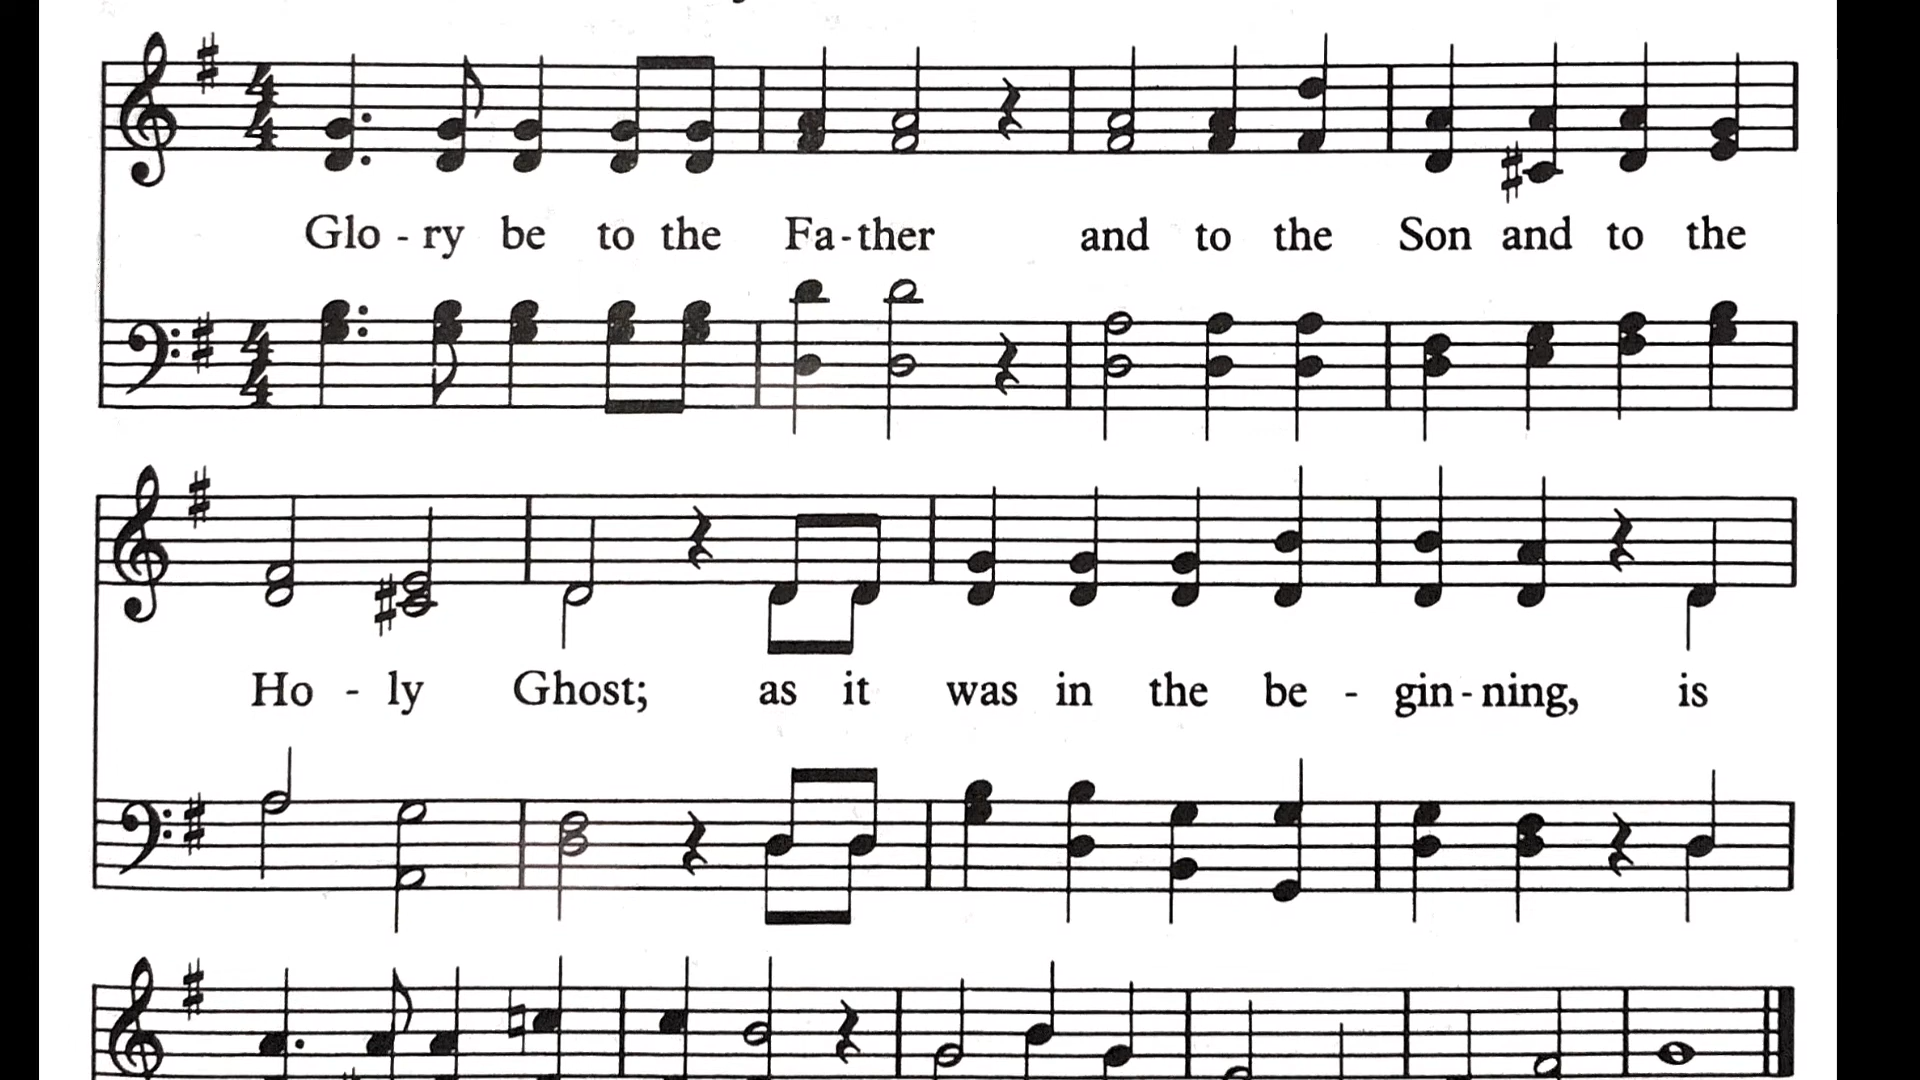 Glo - ry be to the Fa - ther and to the Son and to the
Ho - ly Ghost; as it was in the be - gin - ning, is